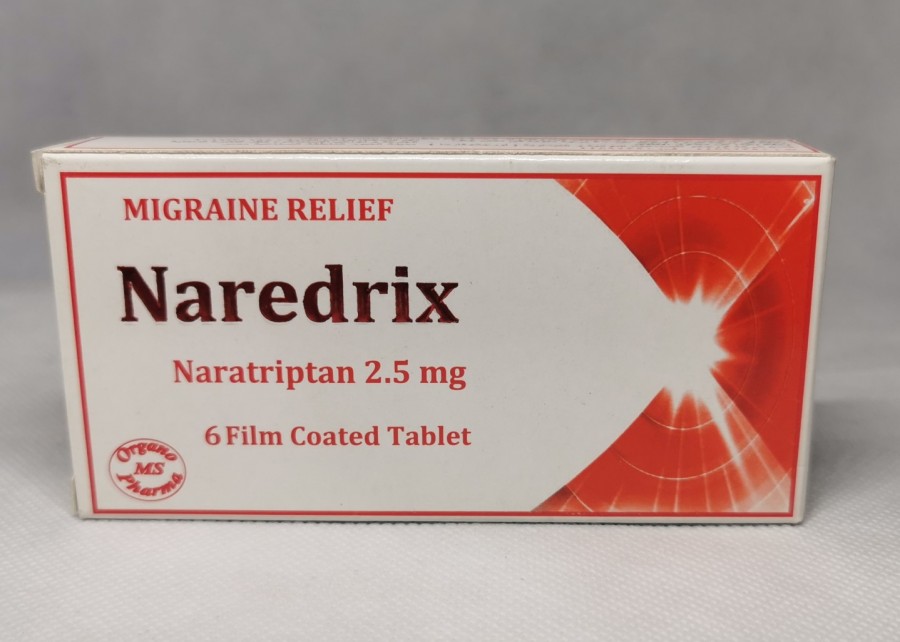 MIGRAINE RELIEF
Naredrix
Naratriptan 2.5 mg
6 Film Coated Tablet
Organo
MS
Pharma